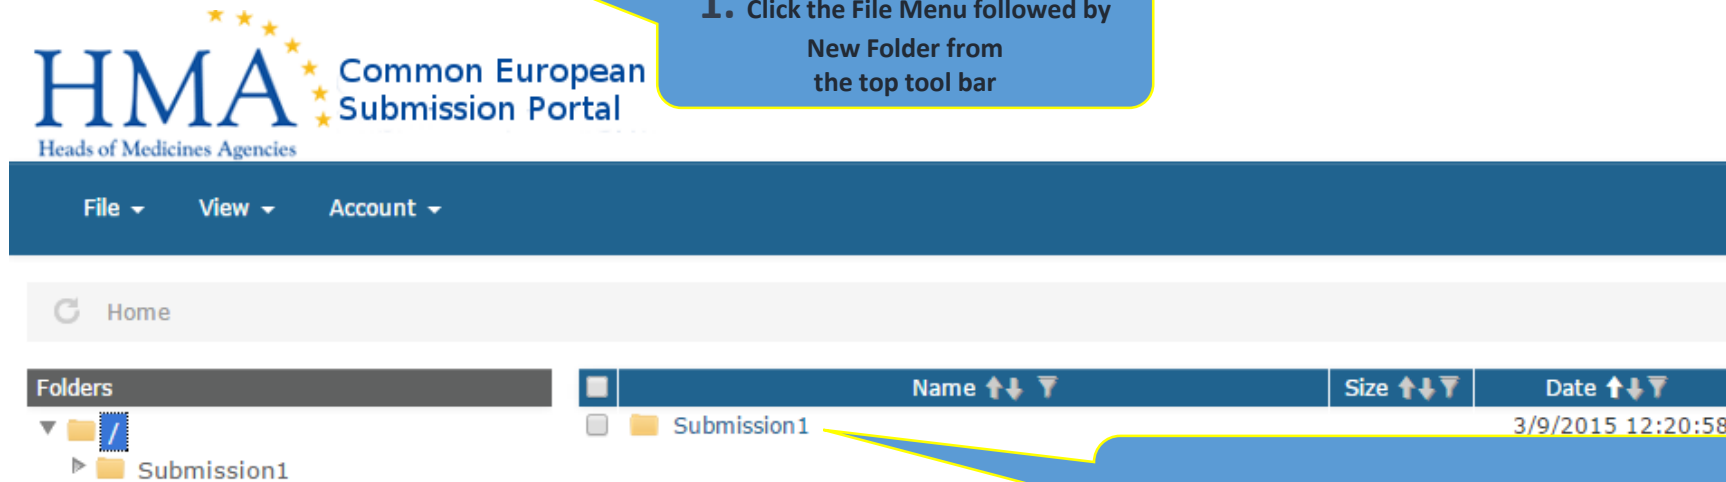 1. Click the File Menu followed by
New Folder from
the top tool bar
HMA
Common European
Submission Portal
Heads of Medicines Agencies
File View Account
Home
Folders
Name Size Date
/
Submission1 3/9/2015 12:20:58
Submission1